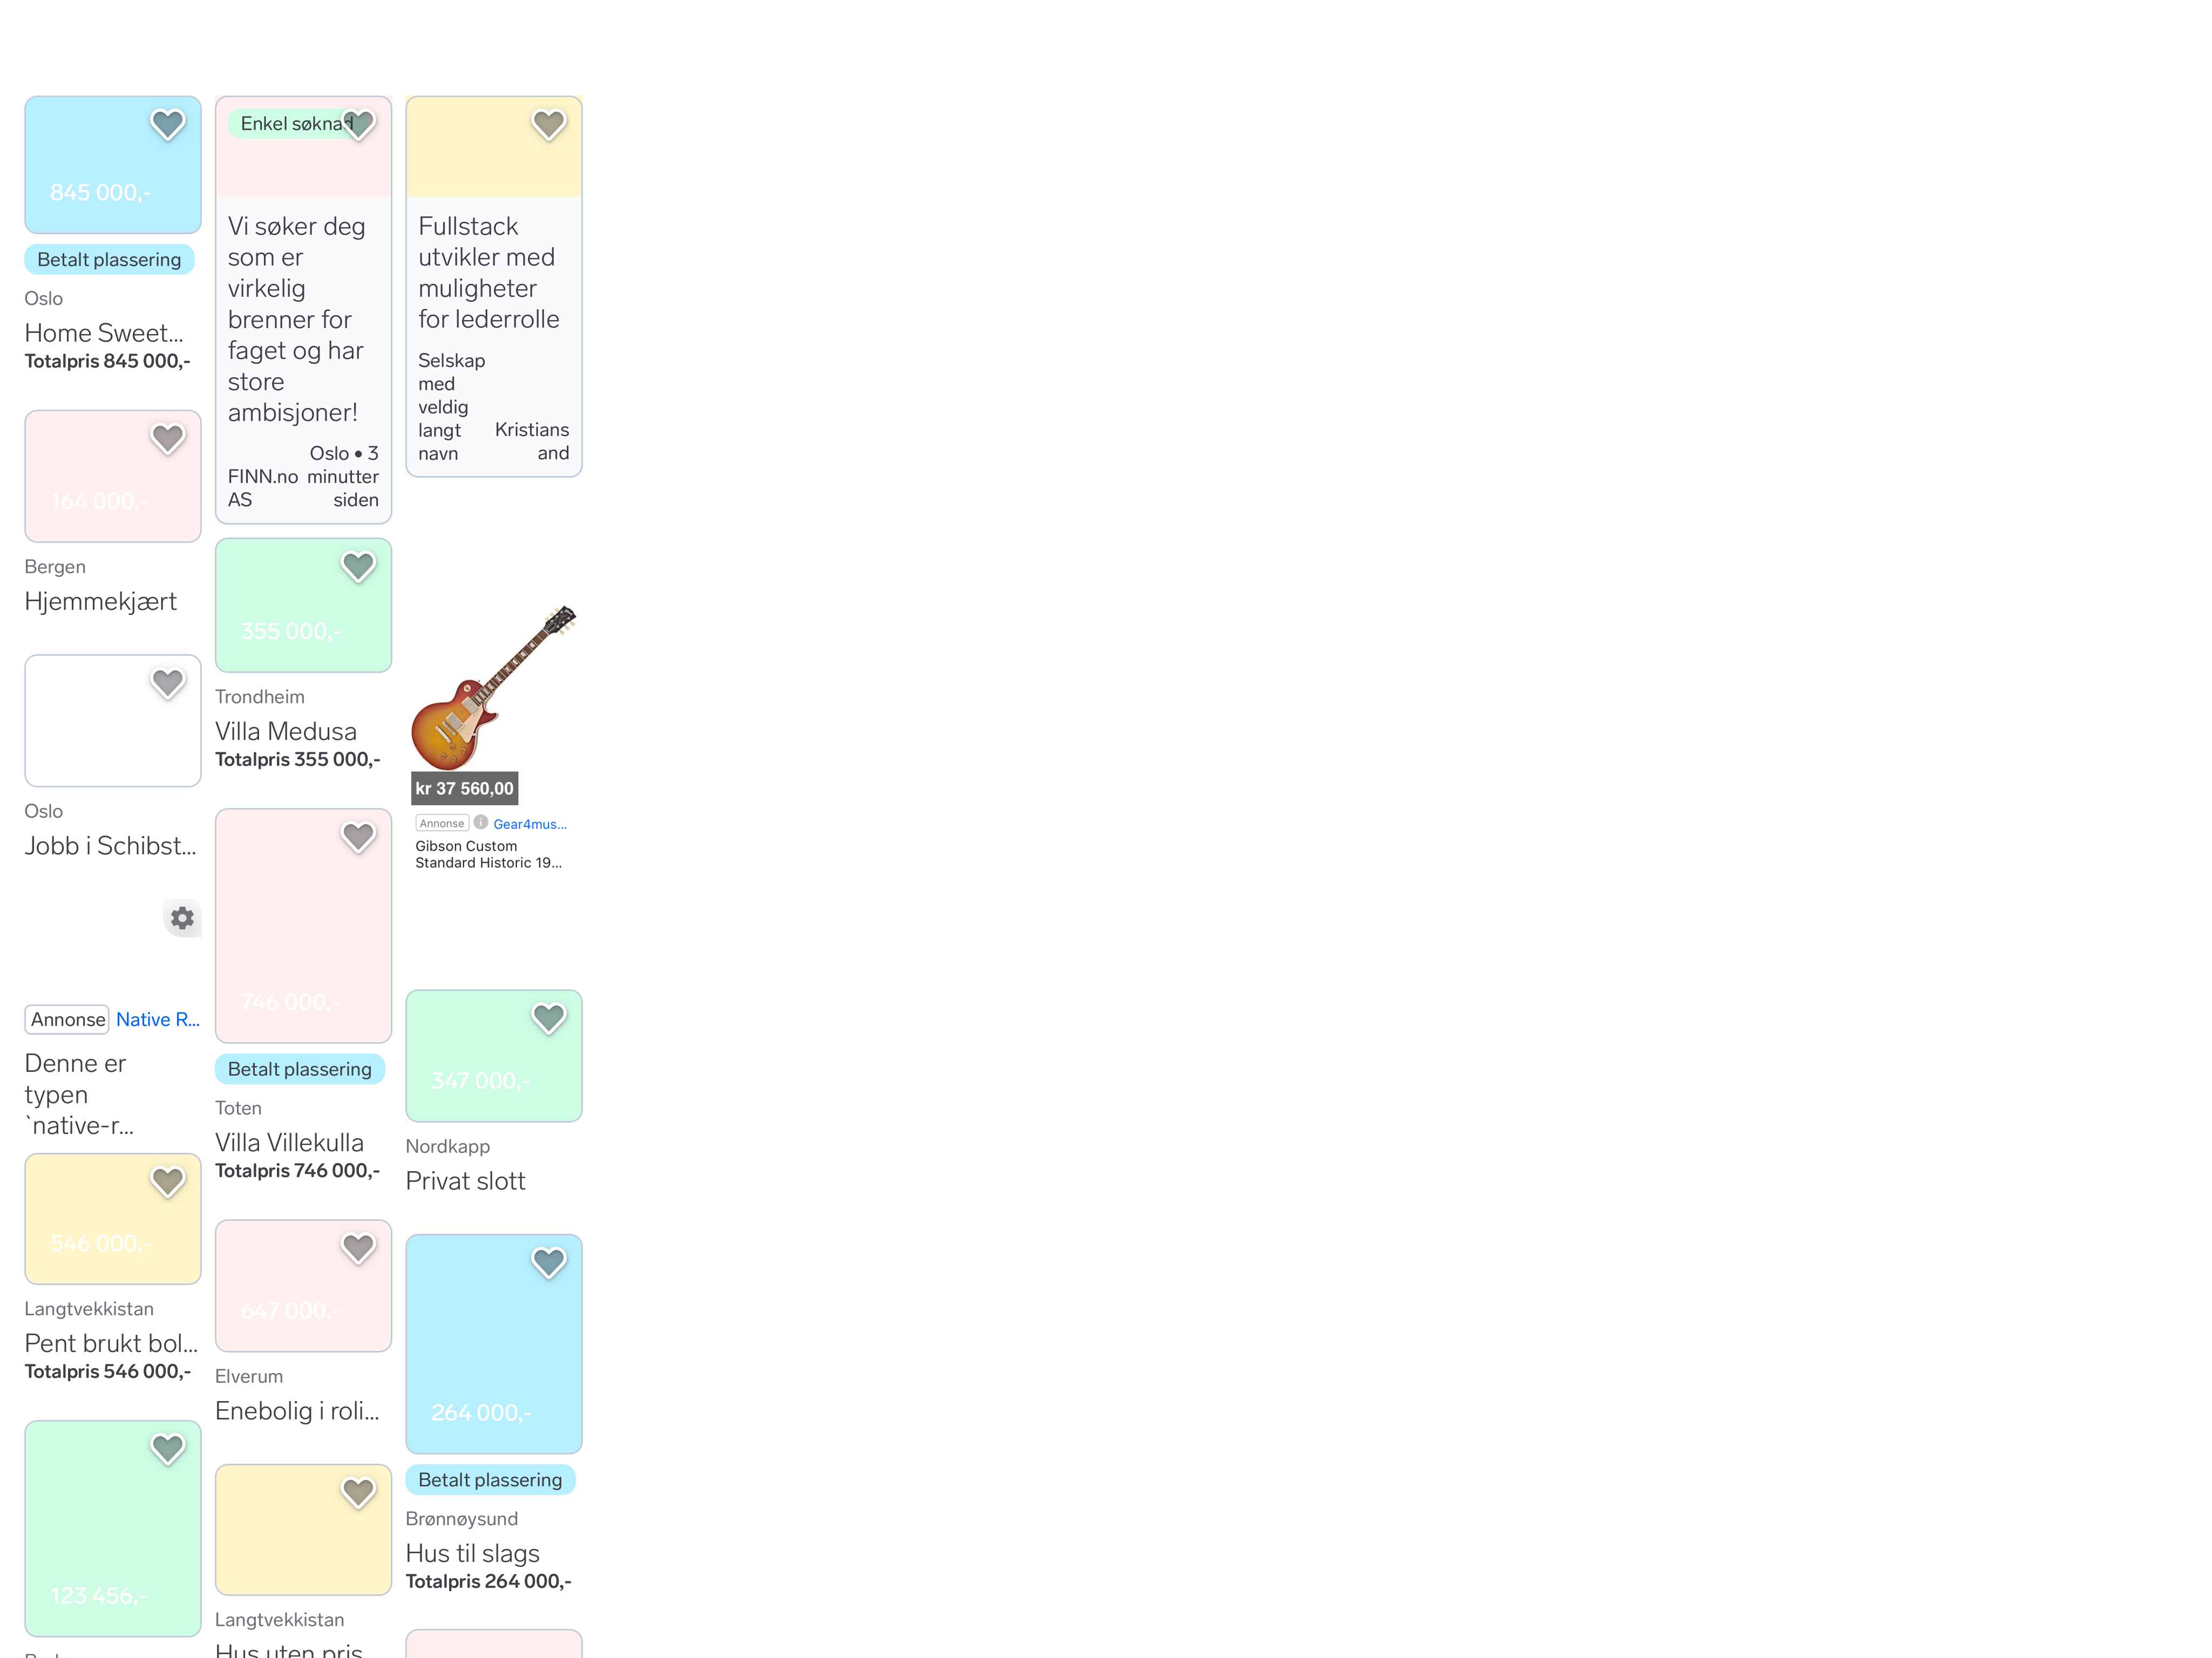 845 000,-
Betalt plassering
Oslo
Home Sweet...
Totalpris 845 000,-
164 000,-
Bergen
Hjemmekjært
Oslo
Jobb i Schibst...
Annonse Native R...
Denne er
typen
`native-r...
546 000,-
Langtvekkistan
Pent brukt bol...
Totalpris 546 000,-
123 456,-
Enkel søknad
Vi søker deg
som er
virkelig
brenner for
faget og har
store
ambisjoner!
FINN.no
AS
Oslo • 3
minutter
siden
355 000,-
Trondheim
Villa Medusa
Totalpris 355 000,-
746 000,-
Betalt plassering
Toten
Villa Villekulla
Totalpris 746 000,-
647 000,-
Elverum
Enebolig i roli...
Langtvekkistan
Hus uten pris
Fullstack
utvikler med
muligheter
for lederrolle
Selskap
med
veldig
langt
navn
Kristians
and
kr 37 560,00
Annonse Gear4mus...
Gibson Custom
Standard Historic 19...
347 000,-
Nordkapp
Privat slott
264 000,-
Betalt plassering
Brønnøysund
Hus til slags
Totalpris 264 000,-